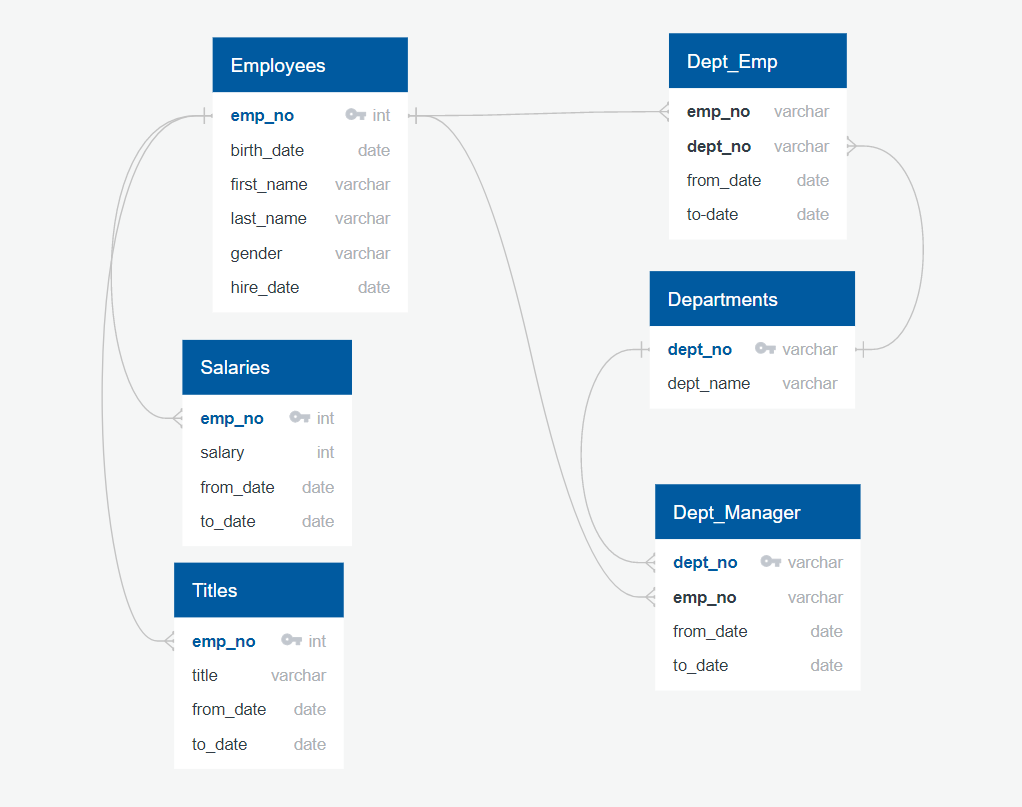 Employees
emp_no int
birth_date date
first_name varchar
last_name varchar
gender varchar
hire_date date
Salaries
emp_no int
salary int
from_date date
to_date date
Titles
emp_no int
title varchar
from_date date
to_date date
Dept_Emp
emp_no varchar
dept_no varchar
from_date date
to-date date
Departments
dept_no varchar
dept_name varchar
Dept_Manager
dept_no varchar
emp_no varchar
from_date date
to_date date